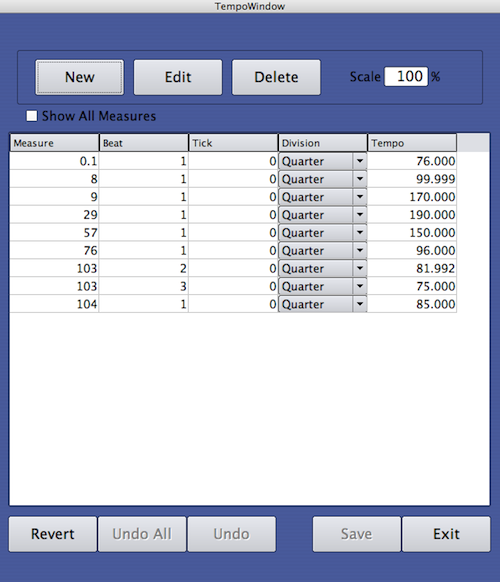 TempoWindow
New Edit Delete Scale 100 %
Show All Measures
Measure Beat Tick Division Tempo
0.1 1 0 Quarter 76.000
8 1 0 Quarter 99.999
9 1 0 Quarter 170.000
29 1 0 Quarter 190.000
57 1 0 Quarter 150.000
76 1 0 Quarter 96.000
103 2 0 Quarter 81.992
103 3 0 Quarter 75.000
104 1 0 Quarter 85.000
Revert Undo All Undo Save Exit